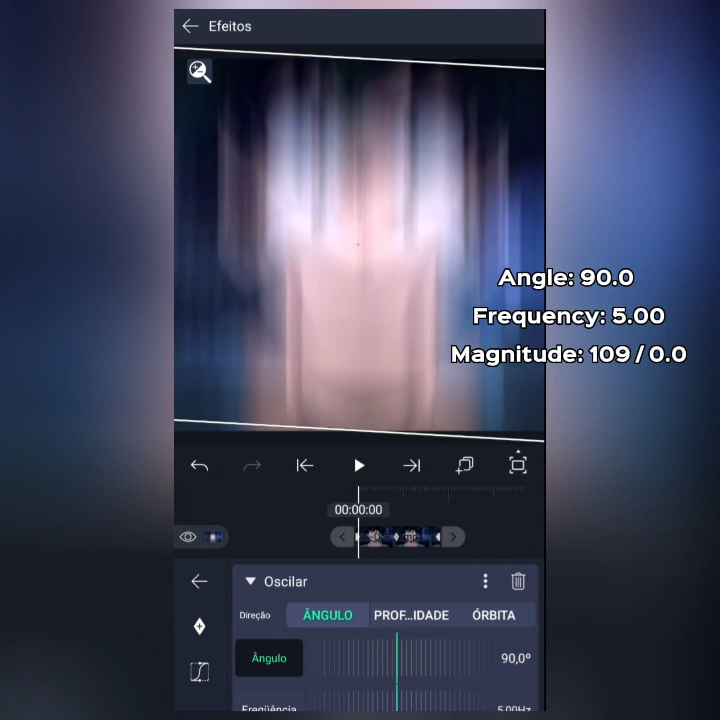 Efeitos
Angle: 90.0
Frequency: 5.00
Magnitude: 109 / 0.0
00:00:00
Oscilar
Direção
ÂNGULO
PROF...IDADE
ÓRBITA
Ângulo
90,0º
Freqüência
5,00Hz